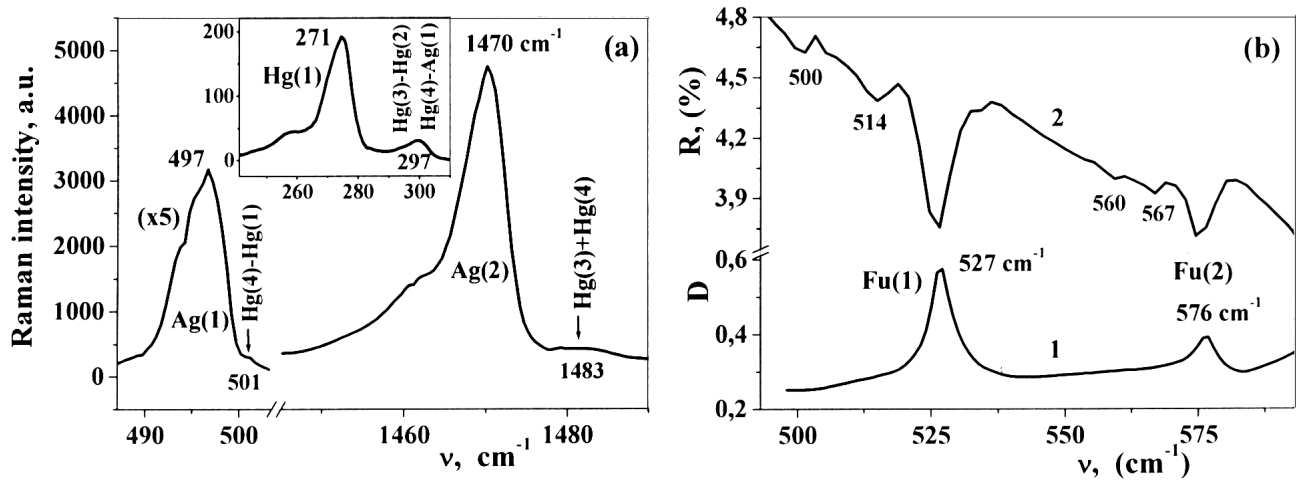 (a)
Raman intensity, a.u.
5500
5000
4000
3000
2000
1000
0
200
100
0
271
Hg(1)
Hg(3)-Hg(2)
Hg(4)-Ag(1)
297
260 280 300
1470 cm⁻¹
497
(x5)
Ag(1)
Hg(4)-Hg(1)
501
Ag(2)
Hg(3)+Hg(4)
1483
490 500 1460 1480
ν, cm⁻¹
(b)
R, (%)
4,8
4,5
4,2
3,9
500
514
2
560
567
D
0,6
0,4
0,2
Fu(1)
527 cm⁻¹
Fu(2)
576 cm⁻¹
1
500 525 550 575
ν, (cm⁻¹)